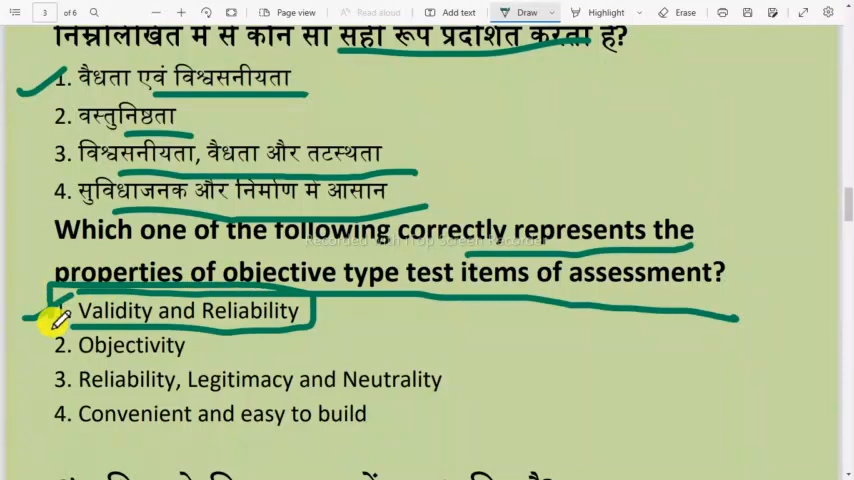 3 of 6 Page view Read aloud Add text Draw Highlight Erase
निम्नलिखित में से कौन सा सही रूप प्रदर्शित करता है?
1. वैधता एवं विश्वसनीयता
2. वस्तुनिष्ठता
3. विश्वसनीयता, वैधता और तटस्थता
4. सुविधाजनक और निर्माण में आसान
Which one of the following correctly represents the
properties of objective type test items of assessment?
1. Validity and Reliability
2. Objectivity
3. Reliability, Legitimacy and Neutrality
4. Convenient and easy to build